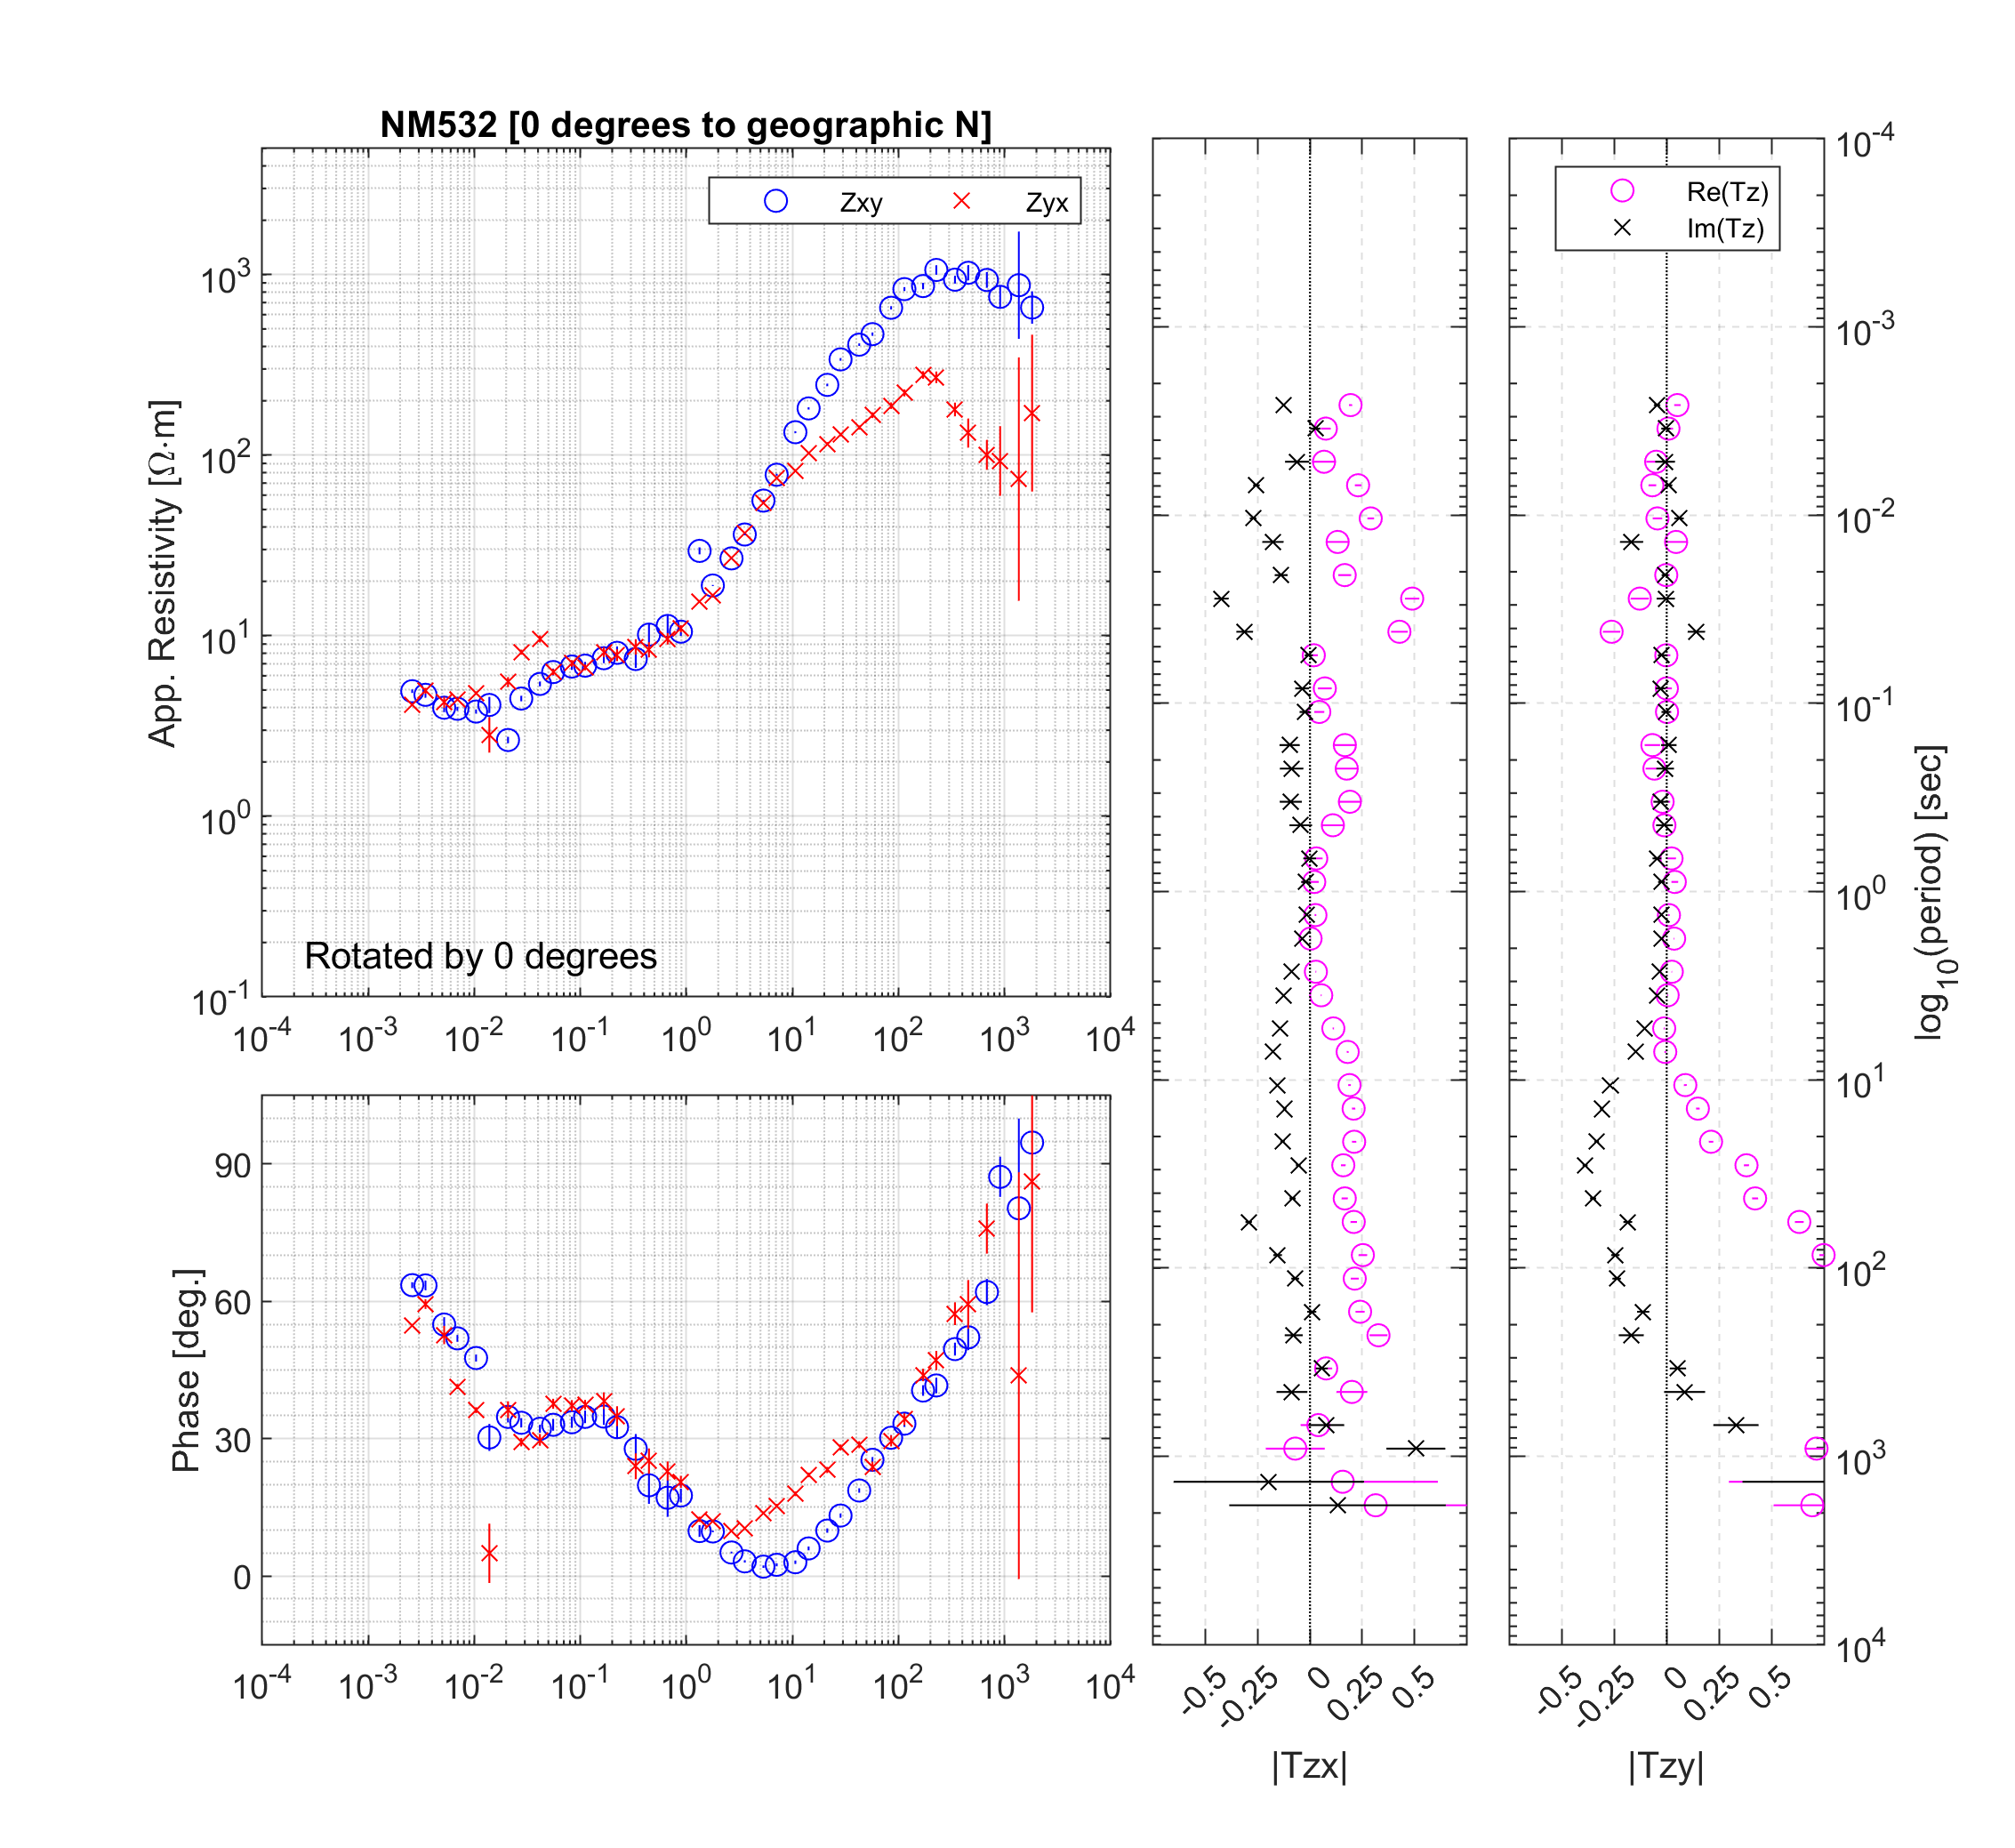 NM532 [0 degrees to geographic N]
Zxy Zyx
App. Resistivity [Ω·m]
10^3
10^2
10^1
10^0
10^-1
Rotated by 0 degrees
10^-4 10^-3 10^-2 10^-1 10^0 10^1 10^2 10^3 10^4
Phase [deg.]
90
60
30
0
10^-4 10^-3 10^-2 10^-1 10^0 10^1 10^2 10^3 10^4
-0.5 -0.25 0 0.25 0.5
|Tzx|
Re(Tz)
Im(Tz)
10^-4
10^-3
10^-2
10^-1
10^0
10^1
10^2
10^3
10^4
log_10(period) [sec]
-0.5 -0.25 0 0.25 0.5
|Tzy|